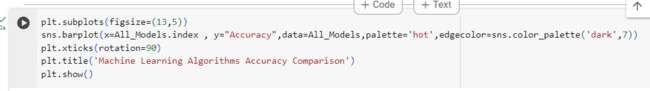 + Code + Text
plt.subplots(figsize=(13,5))
sns.barplot(x=All_Models.index , y="Accuracy",data=All_Models,palette='hot',edgecolor=sns.color_palette('dark',7))
plt.xticks(rotation=90)
plt.title('Machine Learning Algorithms Accuracy Comparison')
plt.show()